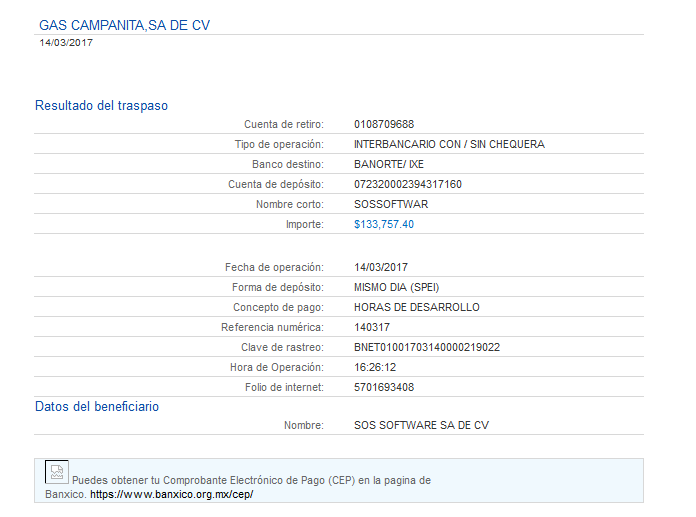 GAS CAMPANITA,SA DE CV
14/03/2017
Resultado del traspaso
Cuenta de retiro: 0108709688
Tipo de operación: INTERBANCARIO CON / SIN CHEQUERA
Banco destino: BANORTE/ IXE
Cuenta de depósito: 072320002394317160
Nombre corto: SOSSOFTWAR
Importe: $133,757.40
Fecha de operación: 14/03/2017
Forma de depósito: MISMO DIA (SPEI)
Concepto de pago: HORAS DE DESARROLLO
Referencia numérica: 140317
Clave de rastreo: BNET01001703140000219022
Hora de Operación: 16:26:12
Folio de internet: 5701693408
Datos del beneficiario
Nombre: SOS SOFTWARE SA DE CV
Puedes obtener tu Comprobante Electrónico de Pago (CEP) en la pagina de
Banxico. https://www.banxico.org.mx/cep/